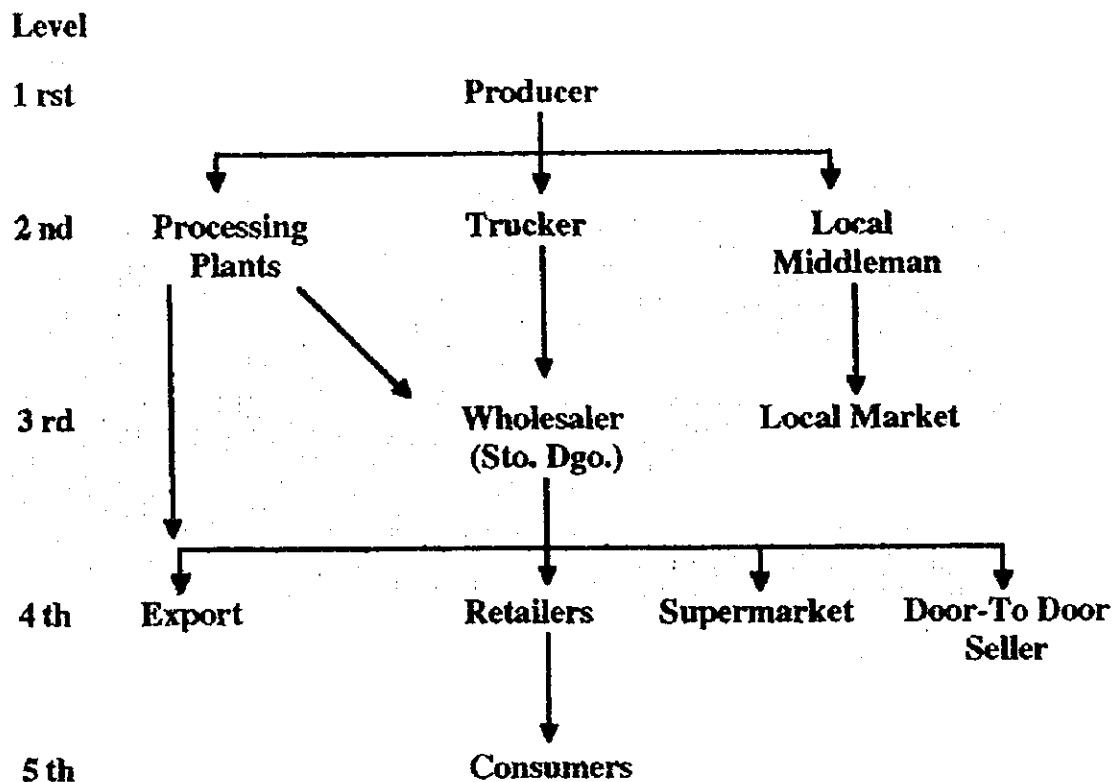 Level
1 rst Producer
2 nd Processing Trucker Local
Plants Middleman
3 rd Wholesaler Local Market
(Sto. Dgo.)
4 th Export Retailers Supermarket Door-To Door
Seller
5 th Consumers